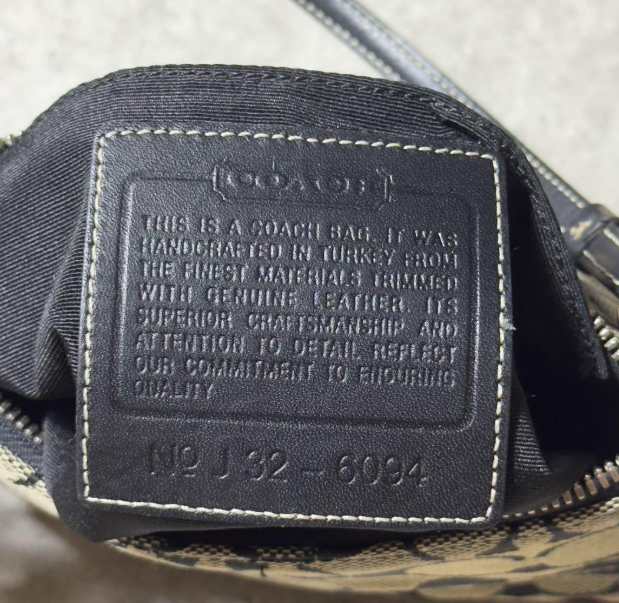 COACH
THIS IS A COACH BAG. IT WAS
HANDCRAFTED IN TURKEY FROM
THE FINEST MATERIALS TRIMMED
WITH GENUINE LEATHER. ITS
SUPERIOR CRAFTSMANSHIP AND
ATTENTION TO DETAIL REFLECT
OUR COMMITMENT TO ENDURING
QUALITY
No J 32 - 6094